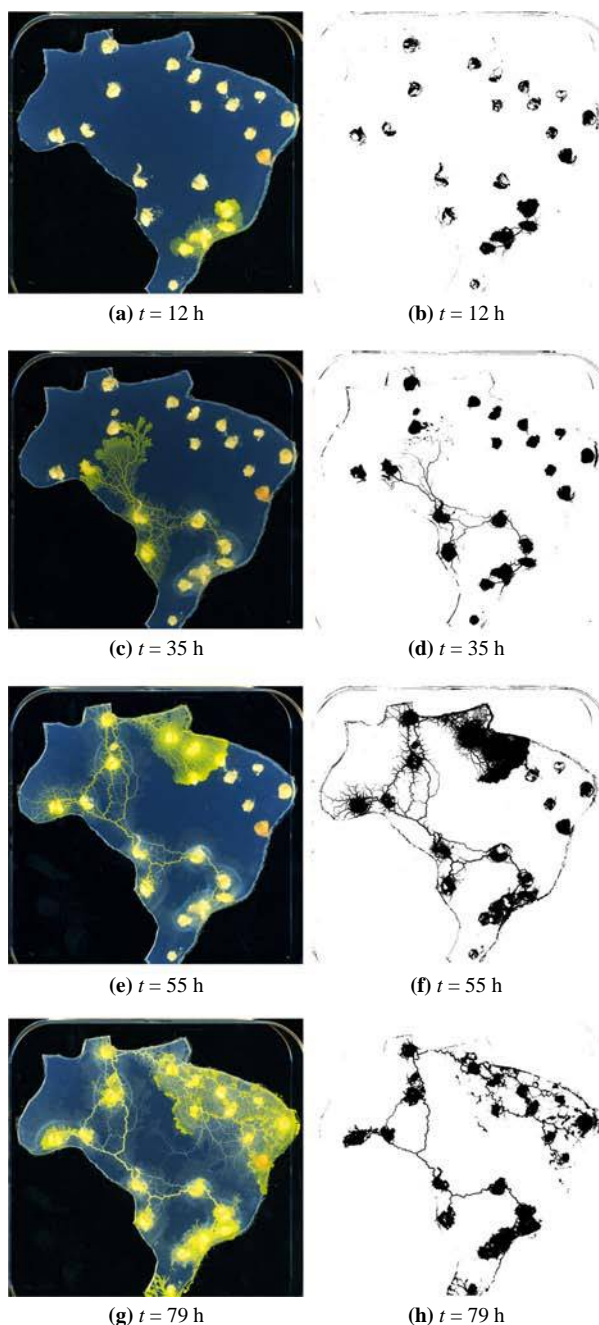 (a) t = 12 h
(b) t = 12 h
(c) t = 35 h
(d) t = 35 h
(e) t = 55 h
(f) t = 55 h
(g) t = 79 h
(h) t = 79 h